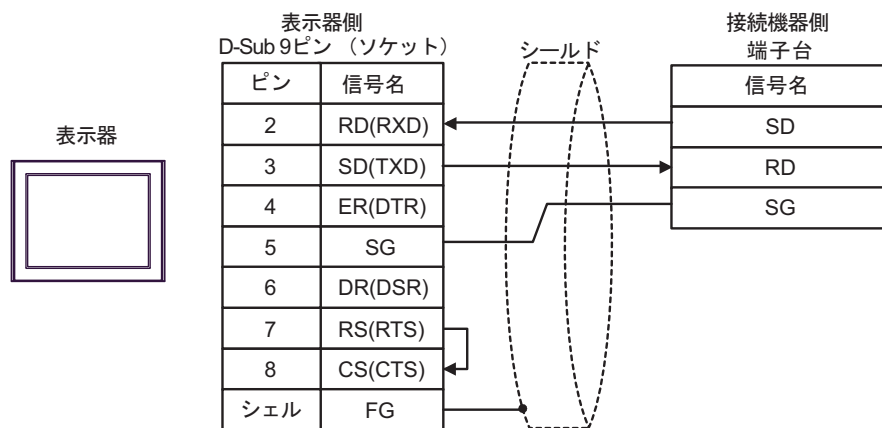 表示器側
D-Sub 9ピン （ソケット）
シールド
接続機器側
端子台
ピン 信号名
信号名
表示器
2 RD(RXD)
SD
3 SD(TXD)
RD
4 ER(DTR)
SG
5 SG
6 DR(DSR)
7 RS(RTS)
8 CS(CTS)
シェル FG